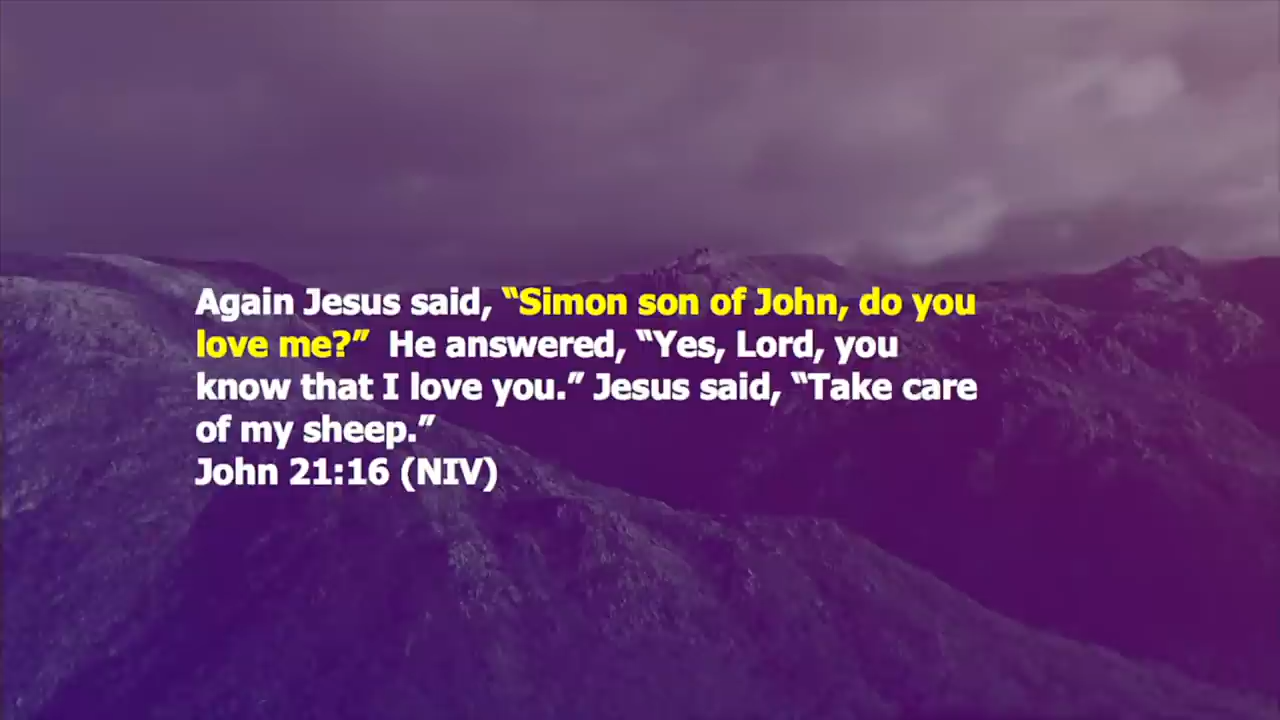 Again Jesus said, “Simon son of John, do you
love me?”  He answered, “Yes, Lord, you
know that I love you.” Jesus said, “Take care
of my sheep.”
John 21:16 (NIV)